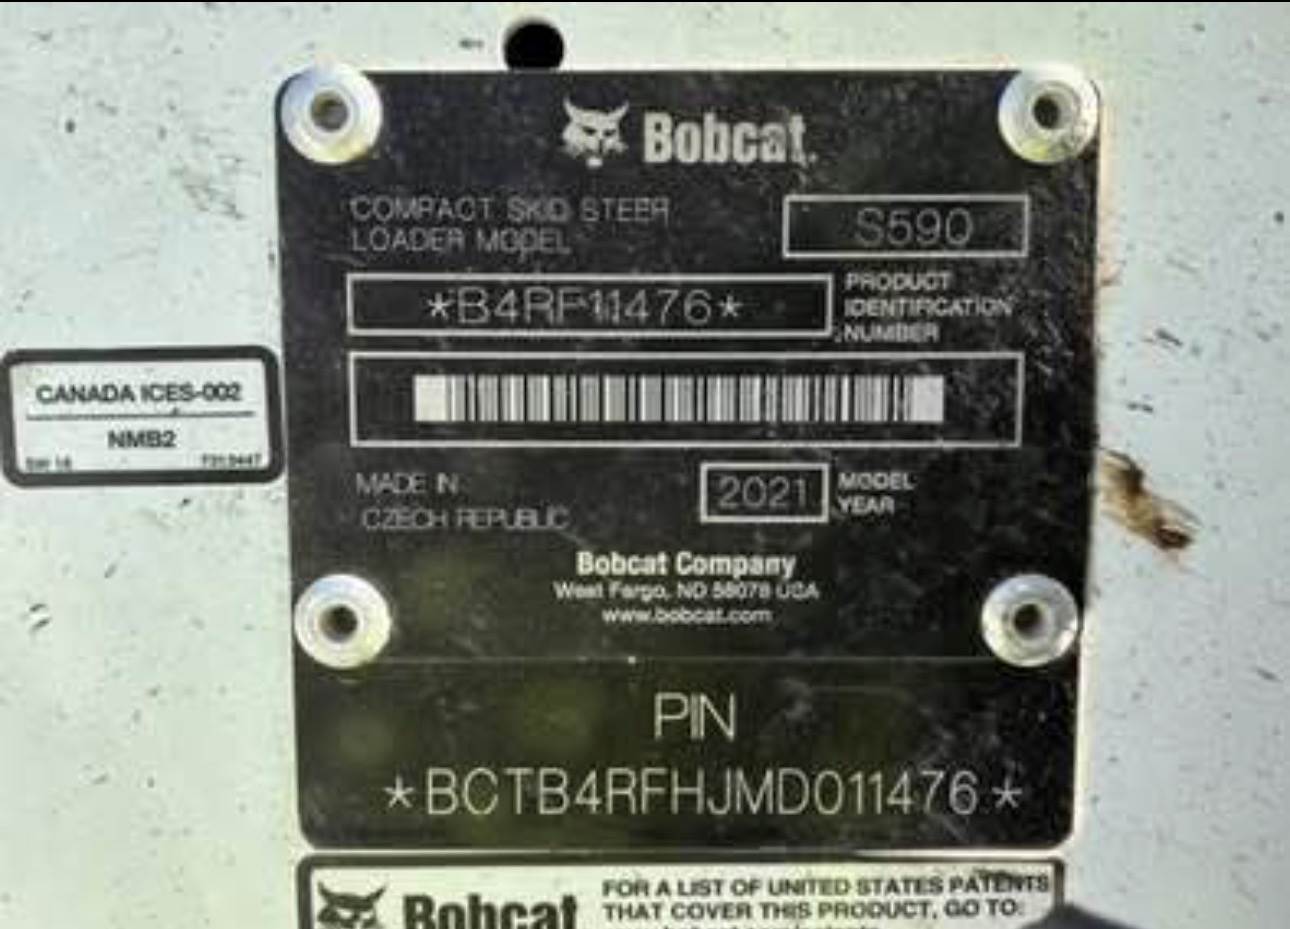 Bobcat.
COMPACT SKID STEER
LOADER MODEL
S590
*B4RF11476*
PRODUCT
IDENTIFICATION
NUMBER
CANADA ICES-002
NMB2
MADE IN
CZECH REPUBLIC
2021
MODEL
YEAR
Bobcat Company
West Fargo, ND 58078 USA
www.bobcat.com
PIN
*BCTB4RFHJMD011476*
Bobcat
FOR A LIST OF UNITED STATES PATENTS
THAT COVER THIS PRODUCT, GO TO: